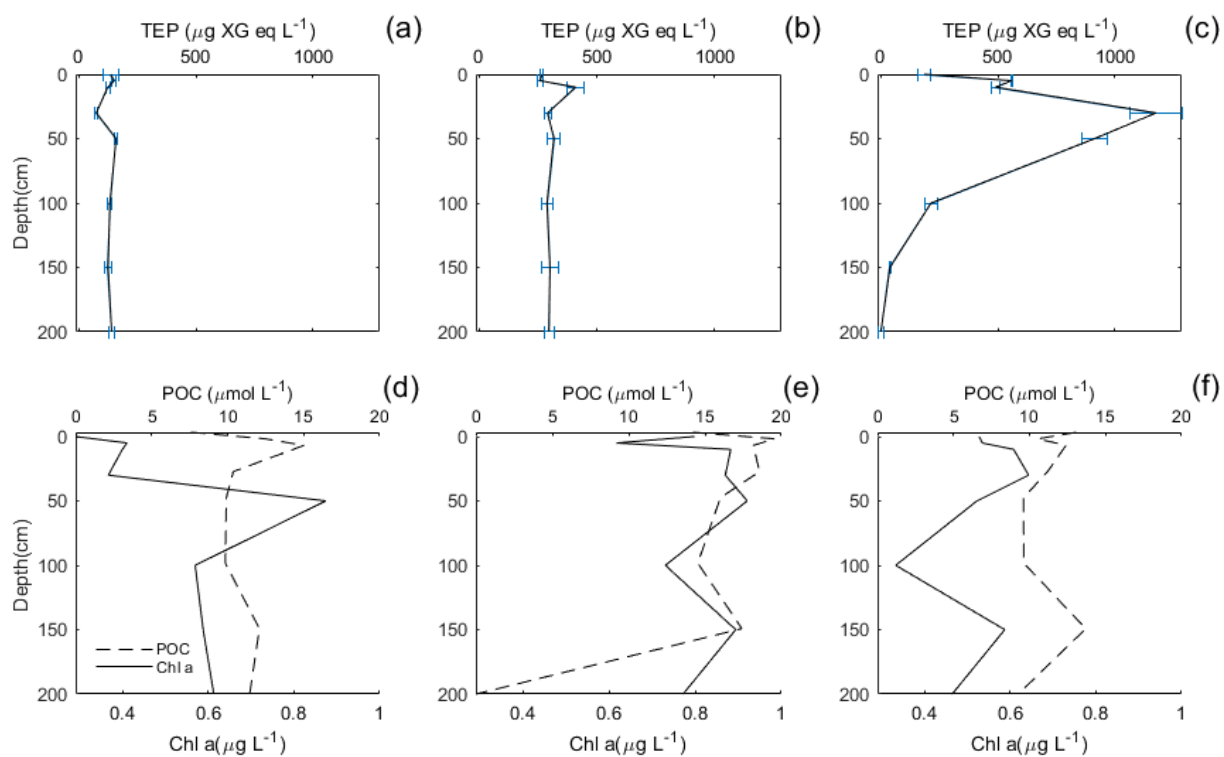 TEP (μg XG eq L⁻¹) (a)
0 500 1000
0
50
100
150
200
Depth(cm)
TEP (μg XG eq L⁻¹) (b)
0 500 1000
TEP (μg XG eq L⁻¹) (c)
0 500 1000
0
50
100
150
200
(d)
POC (μmol L⁻¹)
0 5 10 15 20
0
50
100
150
200
Depth(cm)
POC
Chl a
0.4 0.6 0.8 1
Chl a(μg L⁻¹)
(e)
POC (μmol L⁻¹)
0 5 10 15 20
0
50
100
150
200
0.4 0.6 0.8 1
Chl a(μg L⁻¹)
(f)
POC (μmol L⁻¹)
0 5 10 15 20
0
50
100
150
200
0.4 0.6 0.8 1
Chl a(μg L⁻¹)